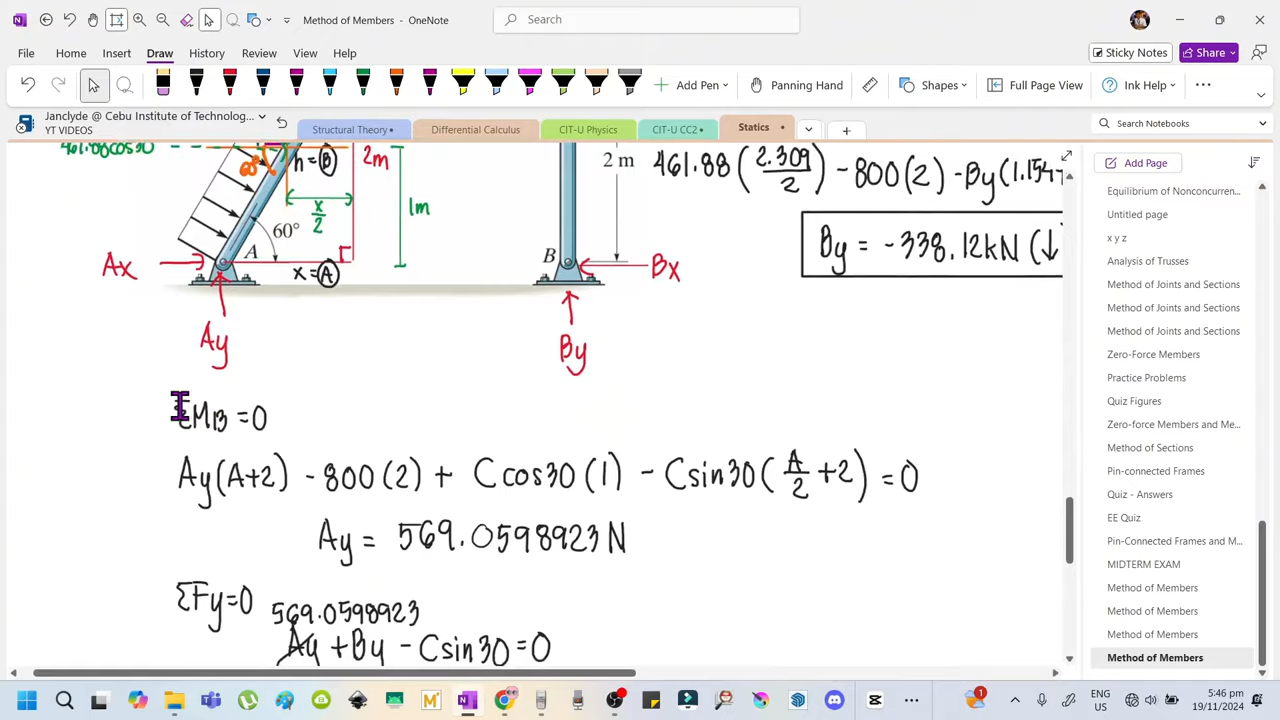 Method of Members - OneNote
Search
File Home Insert Draw History Review View Help
Sticky Notes
Share
Add Pen
Panning Hand
Shapes
Full Page View
Ink Help
Janclyde @ Cebu Institute of Technolog...
YT VIDEOS
Structural Theory
Differential Calculus
CIT-U Physics
CIT-U CC2
Statics
Search Notebooks
Add Page
Equilibrium of Nonconcurren...
Untitled page
x y z
Analysis of Trusses
Method of Joints and Sections
Method of Joints and Sections
Method of Joints and Sections
Zero-Force Members
Practice Problems
Quiz Figures
Zero-force Members and Me...
Method of Sections
Pin-connected Frames
Quiz - Answers
EE Quiz
Pin-Connected Frames and M...
MIDTERM EXAM
Method of Members
Method of Members
Method of Members
Method of Members
461.88cos30
60°
h=B
2m
x/2
1m
60°
A
x=A
Ax
Ay
2 m
B
Bx
By
461.88(2.309/2) - 800(2) - By(1.154
By = -338.12kN (↓)
ΣMB =0
Ay(A+2) - 800(2) + Ccos30(1) - Csin30(A/2 +2) =0
Ay = 569.0598923N
ΣFy=0
569.0598923
Ay +By - Csin30=0
1
ENG
US
5:46 pm
19/11/2024